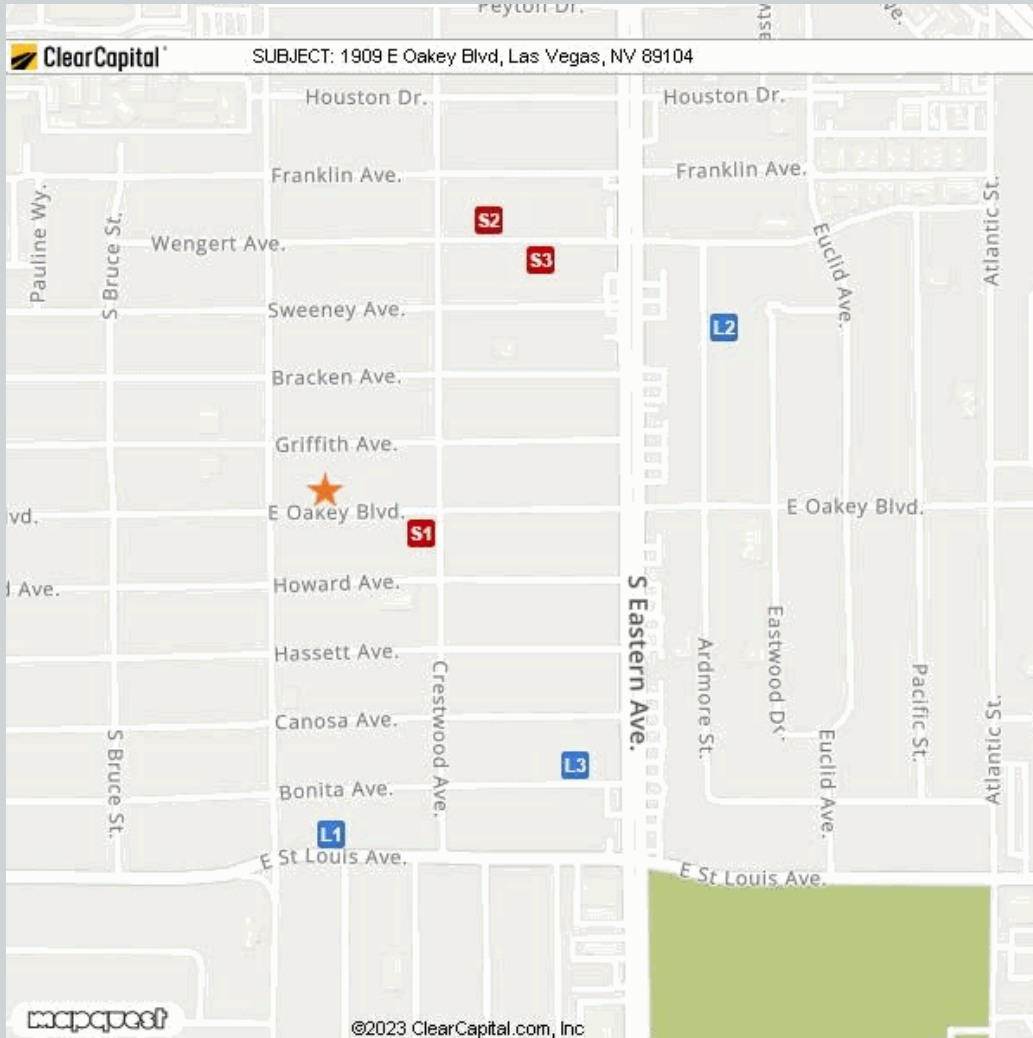 Peyton Dr.
ClearCapital
SUBJECT: 1909 E Oakey Blvd, Las Vegas, NV 89104
Houston Dr.
Houston Dr.
Franklin Ave.
Franklin Ave.
Pauline Wy.
S Bruce St.
Atlantic St.
S2
Wengert Ave.
Euclid Ave.
S3
Sweeney Ave.
L2
Bracken Ave.
Griffith Ave.
E Oakey Blvd.
E Oakey Blvd.
vd.
S1
Howard Ave.
Ave.
S Eastern Ave.
Hassett Ave.
Crestwood Ave.
Ardmore St.
Eastwood Dr.
Pacific St.
Atlantic St.
Canosa Ave.
S Bruce St.
Euclid Ave.
L3
Bonita Ave.
L1
E St Louis Ave.
E St Louis Ave.
mapquest
©2023 ClearCapital.com, Inc